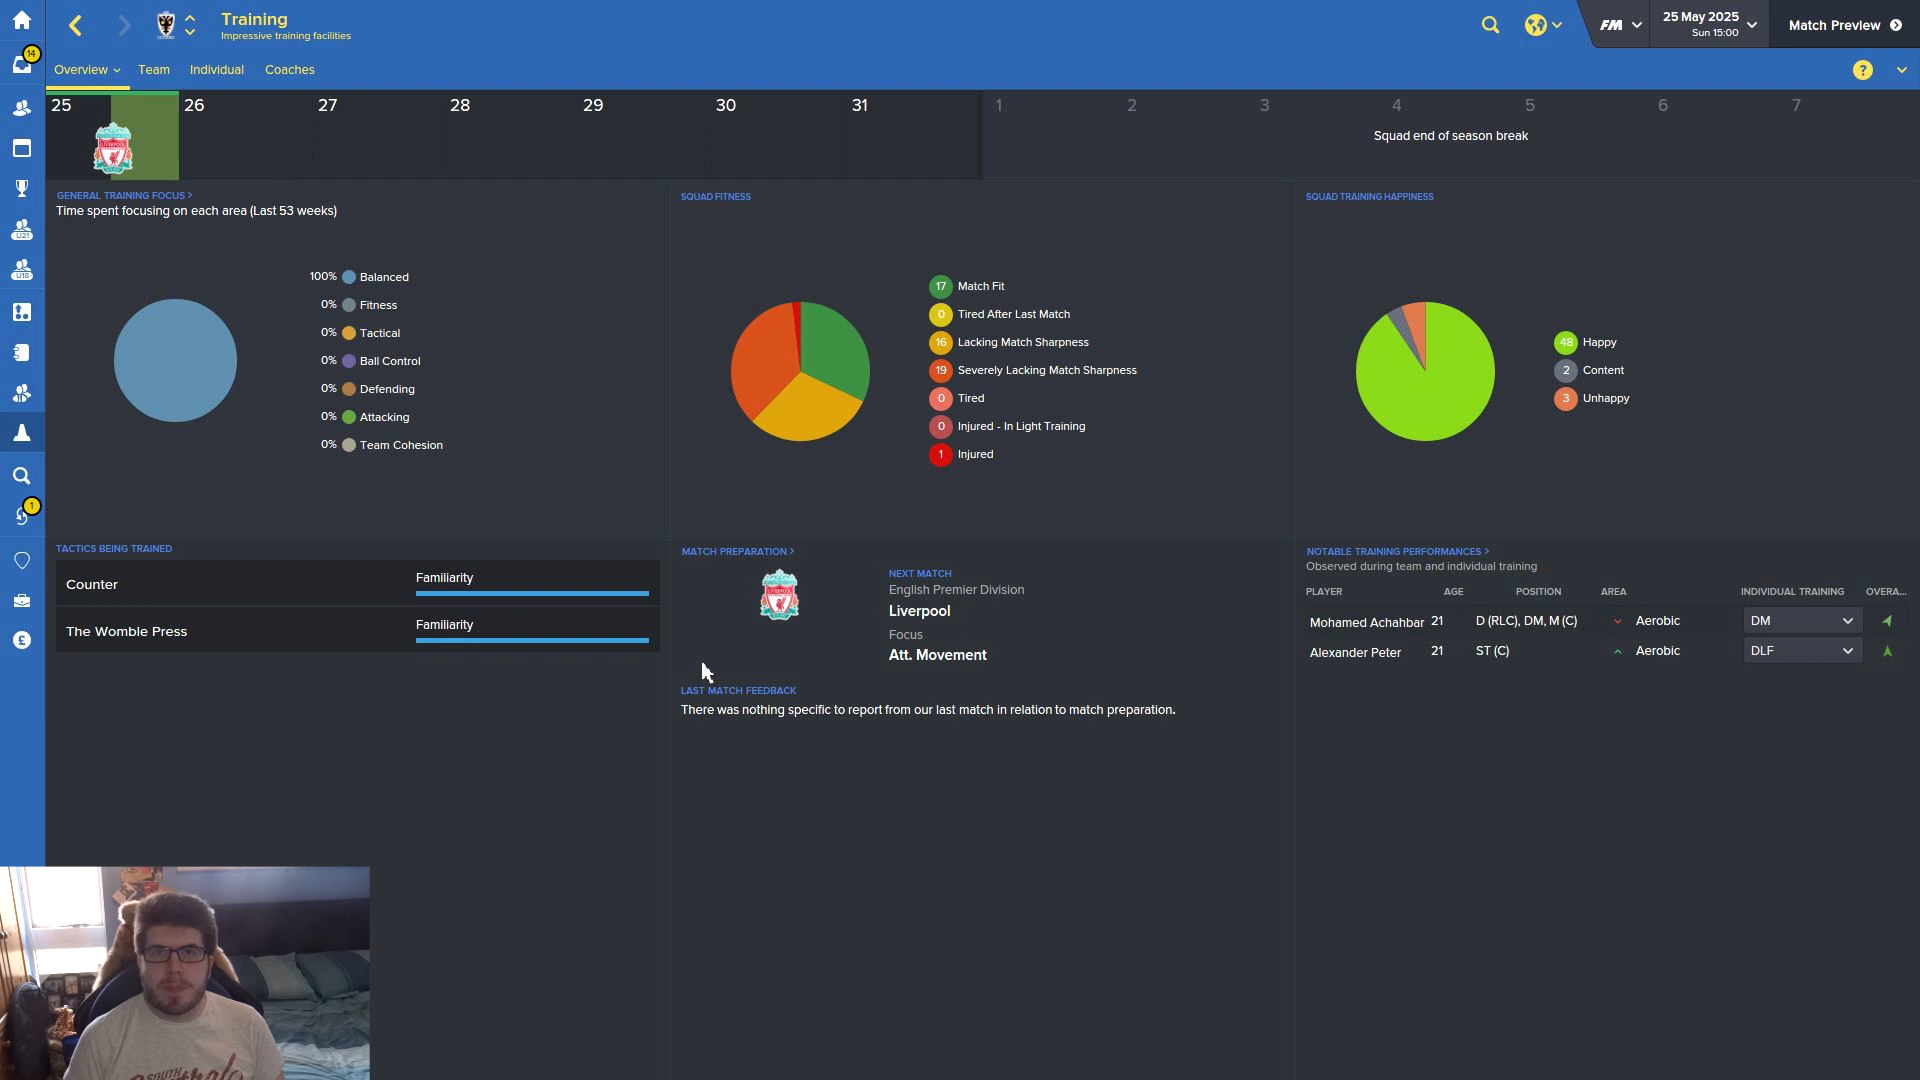 14
Training
Impressive training facilities
FM
25 May 2025
Sun 15:00
Match Preview
Overview
Team
Individual
Coaches
?
25
26
27
28
29
30
31
1
2
3
4
5
6
7
LIVERPOOL
Squad end of season break
U21
U18
1
£
GENERAL TRAINING FOCUS >
Time spent focusing on each area (Last 53 weeks)
100% Balanced
0% Fitness
0% Tactical
0% Ball Control
0% Defending
0% Attacking
0% Team Cohesion
SQUAD FITNESS
17 Match Fit
0 Tired After Last Match
16 Lacking Match Sharpness
19 Severely Lacking Match Sharpness
0 Tired
0 Injured - In Light Training
1 Injured
SQUAD TRAINING HAPPINESS
48 Happy
2 Content
3 Unhappy
TACTICS BEING TRAINED
Counter
Familiarity
The Womble Press
Familiarity
MATCH PREPARATION >
LIVERPOOL
NEXT MATCH
English Premier Division
Liverpool
Focus
Att. Movement
LAST MATCH FEEDBACK
There was nothing specific to report from our last match in relation to match preparation.
NOTABLE TRAINING PERFORMANCES >
Observed during team and individual training
PLAYER AGE POSITION AREA INDIVIDUAL TRAINING OVERA...
Mohamed Achahbar 21 D (RLC), DM, M (C) Aerobic DM
Alexander Peter 21 ST (C) Aerobic DLF
SOUTH